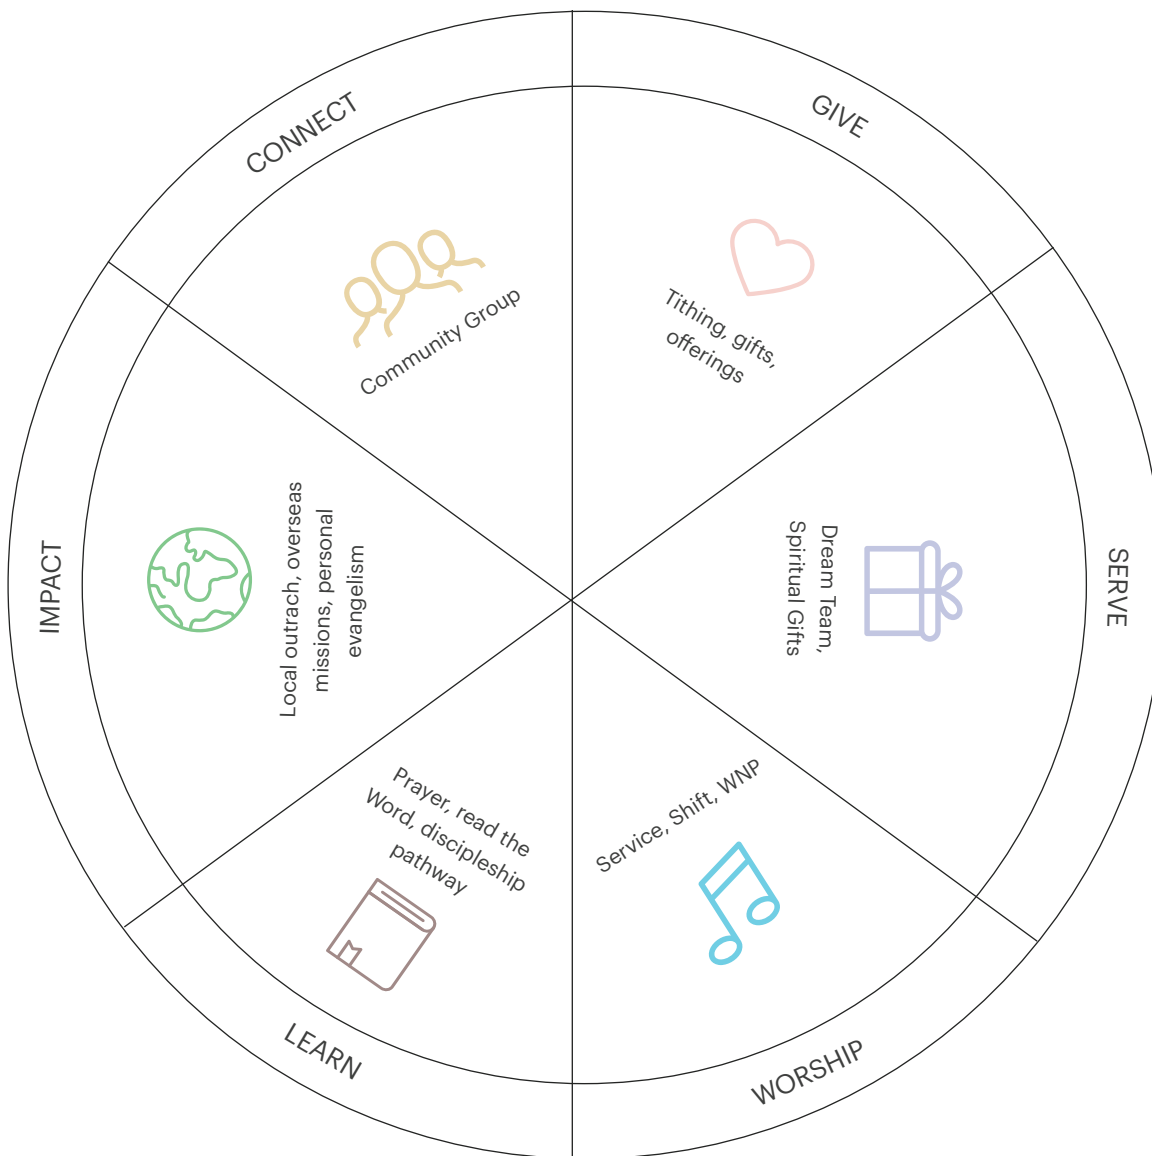 CONNECT
Community Group
GIVE
Tithing, gifts,
offerings
SERVE
Dream Team,
Spiritual Gifts
WORSHIP
Service, Shift, WNP
LEARN
Prayer, read the
Word, discipleship
pathway
IMPACT
Local outrach, overseas
missions, personal
evangelism